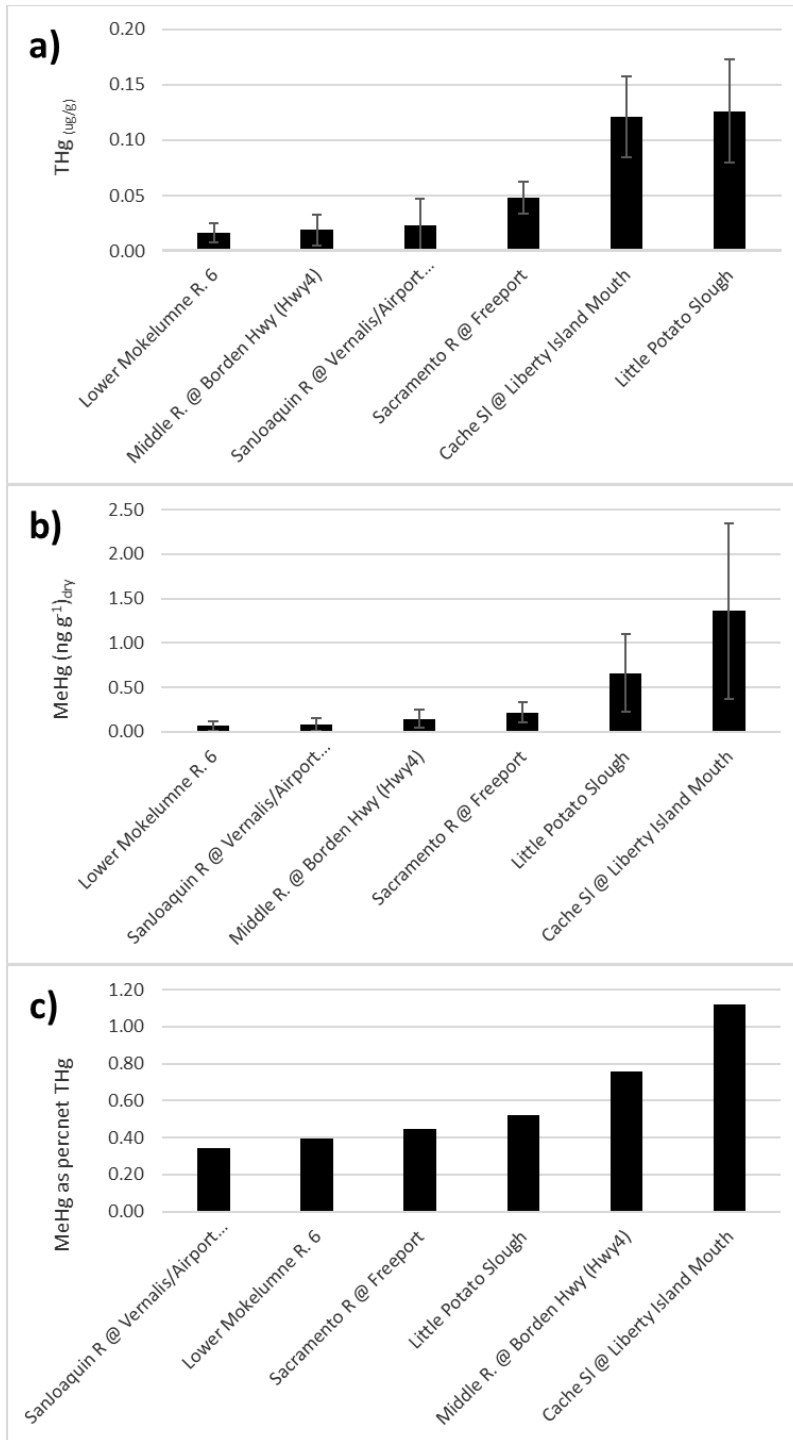 a)
THg (ug/g)
0.20
0.15
0.10
0.05
0.00
Lower Mokelumne R. 6
Middle R. @ Borden Hwy (Hwy4)
SanJoaquin R @ Vernalis/Airport...
Sacramento R @ Freeport
Cache Sl @ Liberty Island Mouth
Little Potato Slough
b)
MeHg (ng g-1)dry
2.50
2.00
1.50
1.00
0.50
0.00
Lower Mokelumne R. 6
SanJoaquin R @ Vernalis/Airport...
Middle R. @ Borden Hwy (Hwy4)
Sacramento R @ Freeport
Little Potato Slough
Cache Sl @ Liberty Island Mouth
c)
MeHg as percnet THg
1.20
1.00
0.80
0.60
0.40
0.20
0.00
SanJoaquin R @ Vernalis/Airport...
Lower Mokelumne R. 6
Sacramento R @ Freeport
Little Potato Slough
Middle R. @ Borden Hwy (Hwy4)
Cache Sl @ Liberty Island Mouth